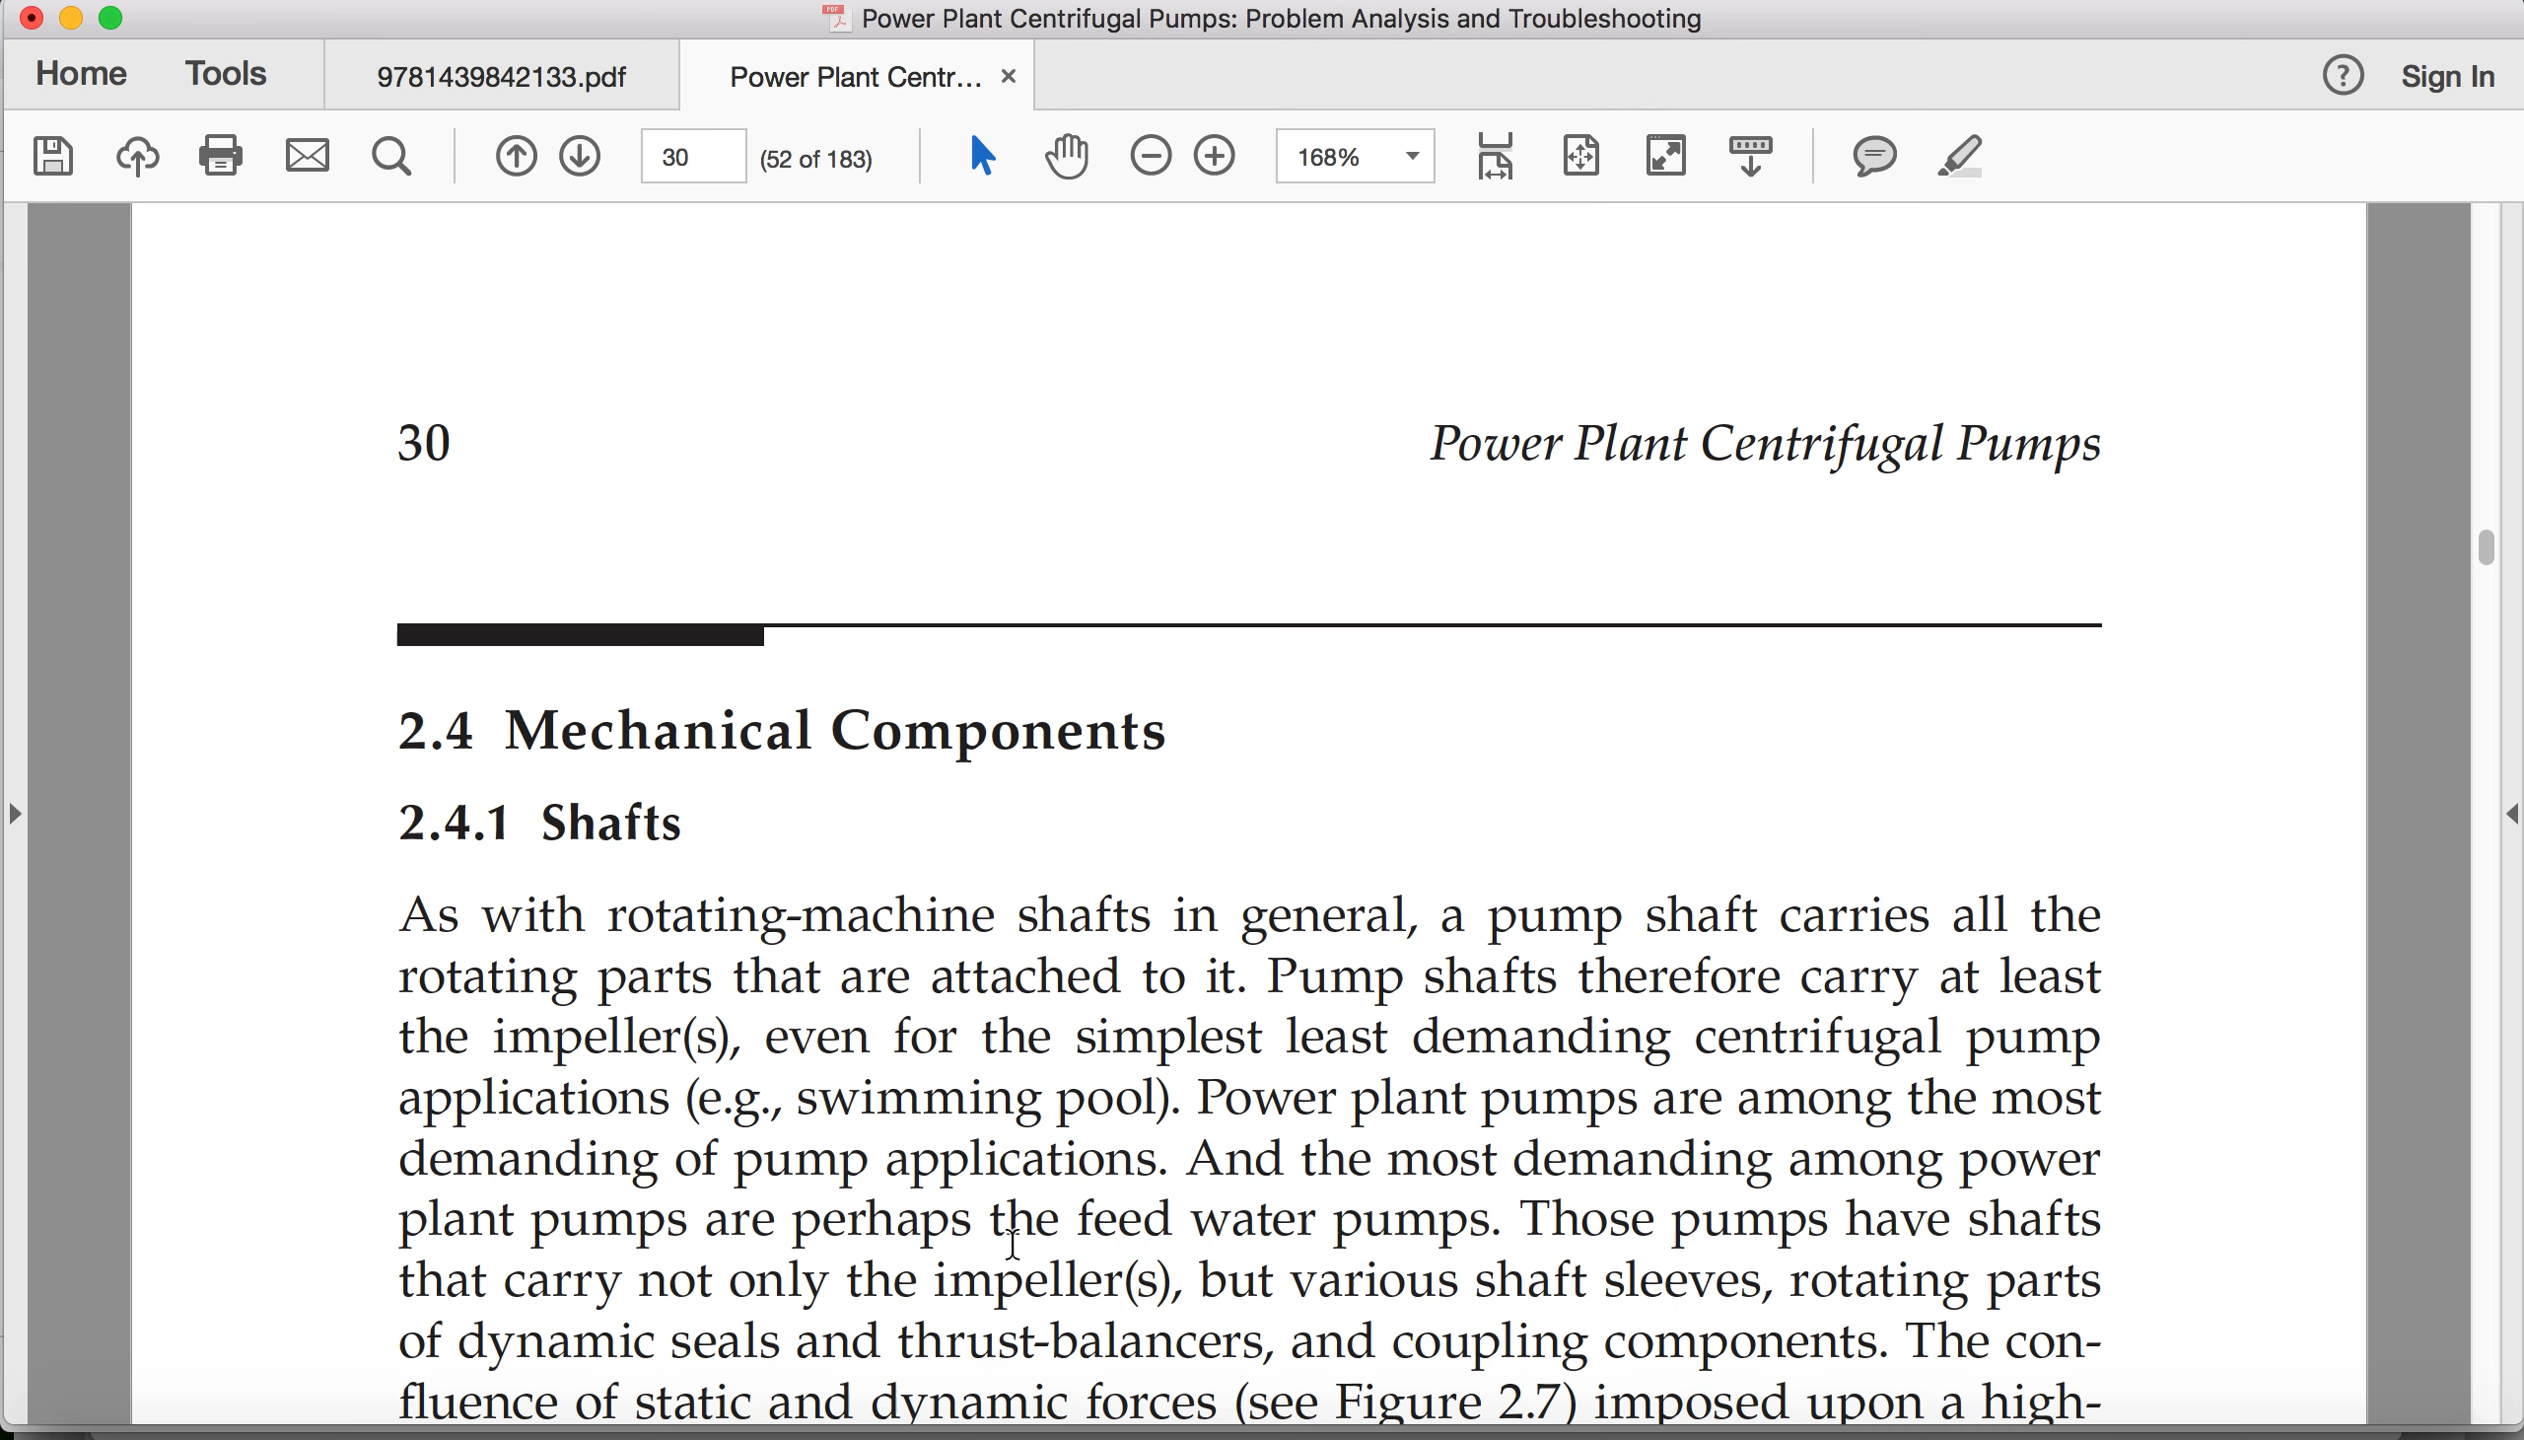 Power Plant Centrifugal Pumps: Problem Analysis and Troubleshooting
Home Tools 9781439842133.pdf Power Plant Centr... × ? Sign In
30 (52 of 183) 168%
30 Power Plant Centrifugal Pumps
2.4 Mechanical Components
2.4.1 Shafts
As with rotating-machine shafts in general, a pump shaft carries all the
rotating parts that are attached to it. Pump shafts therefore carry at least
the impeller(s), even for the simplest least demanding centrifugal pump
applications (e.g., swimming pool). Power plant pumps are among the most
demanding of pump applications. And the most demanding among power
plant pumps are perhaps the feed water pumps. Those pumps have shafts
that carry not only the impeller(s), but various shaft sleeves, rotating parts
of dynamic seals and thrust-balancers, and coupling components. The con-
fluence of static and dynamic forces (see Figure 2.7) imposed upon a high-